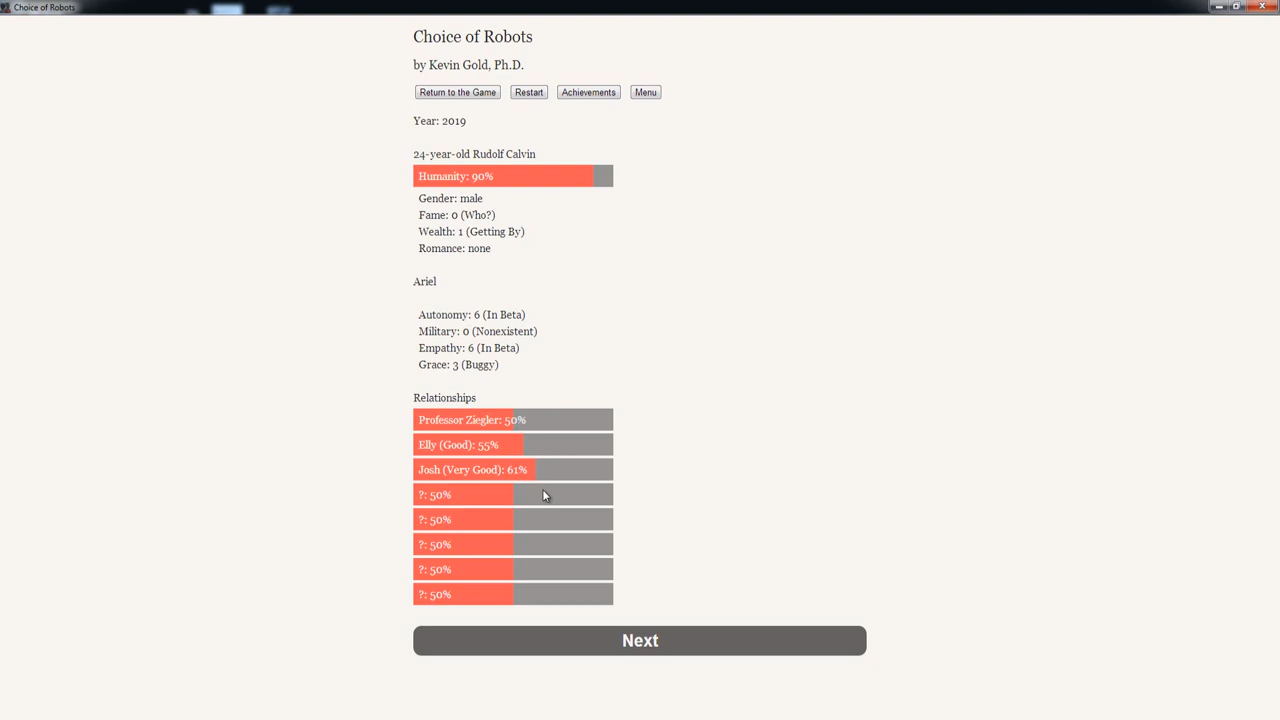 Choice of Robots
Choice of Robots
by Kevin Gold, Ph.D.
Return to the Game Restart Achievements Menu
Year: 2019
24-year-old Rudolf Calvin
Humanity: 90%
Gender: male
Fame: 0 (Who?)
Wealth: 1 (Getting By)
Romance: none
Ariel
Autonomy: 6 (In Beta)
Military: 0 (Nonexistent)
Empathy: 6 (In Beta)
Grace: 3 (Buggy)
Relationships
Professor Ziegler: 50%
Elly (Good): 55%
Josh (Very Good): 61%
?: 50%
?: 50%
?: 50%
?: 50%
?: 50%
Next